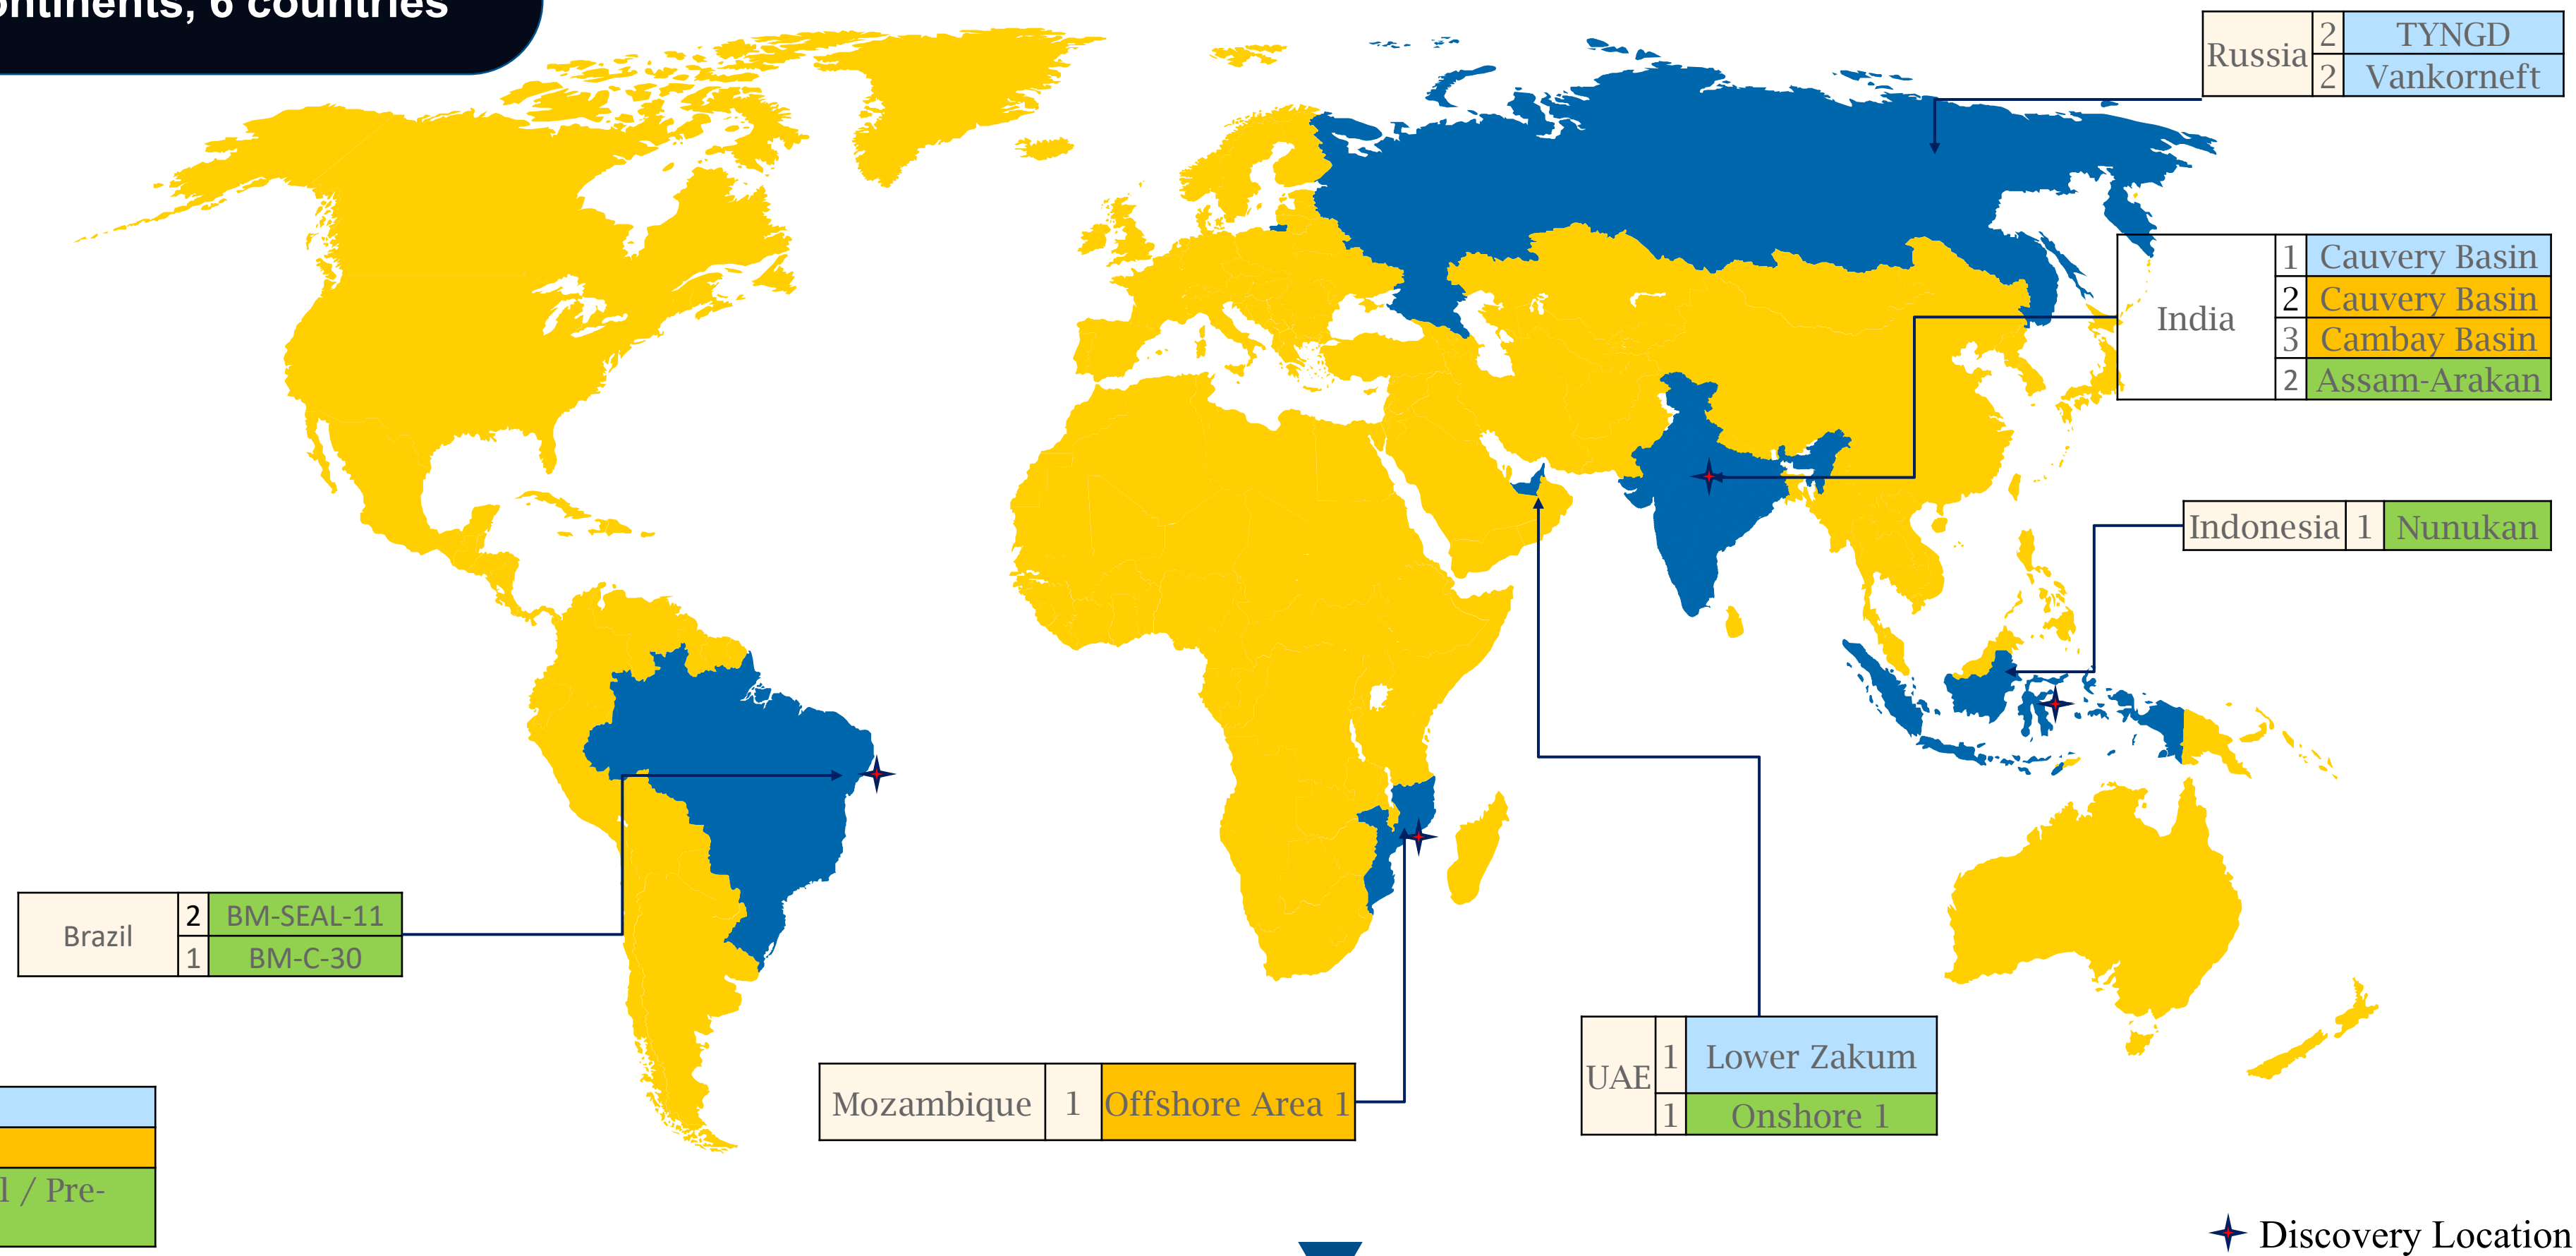 6 countries
Russia
2 TYNGD
2 Vankorneft
India
1 Cauvery Basin
2 Cauvery Basin
3 Cambay Basin
2 Assam-Arakan
Indonesia 1 Nunukan
Brazil
2 BM-SEAL-11
1 BM-C-30
Mozambique 1 Offshore Area 1
UAE
1 Lower Zakum
1 Onshore 1
/ Pre-
Discovery Location